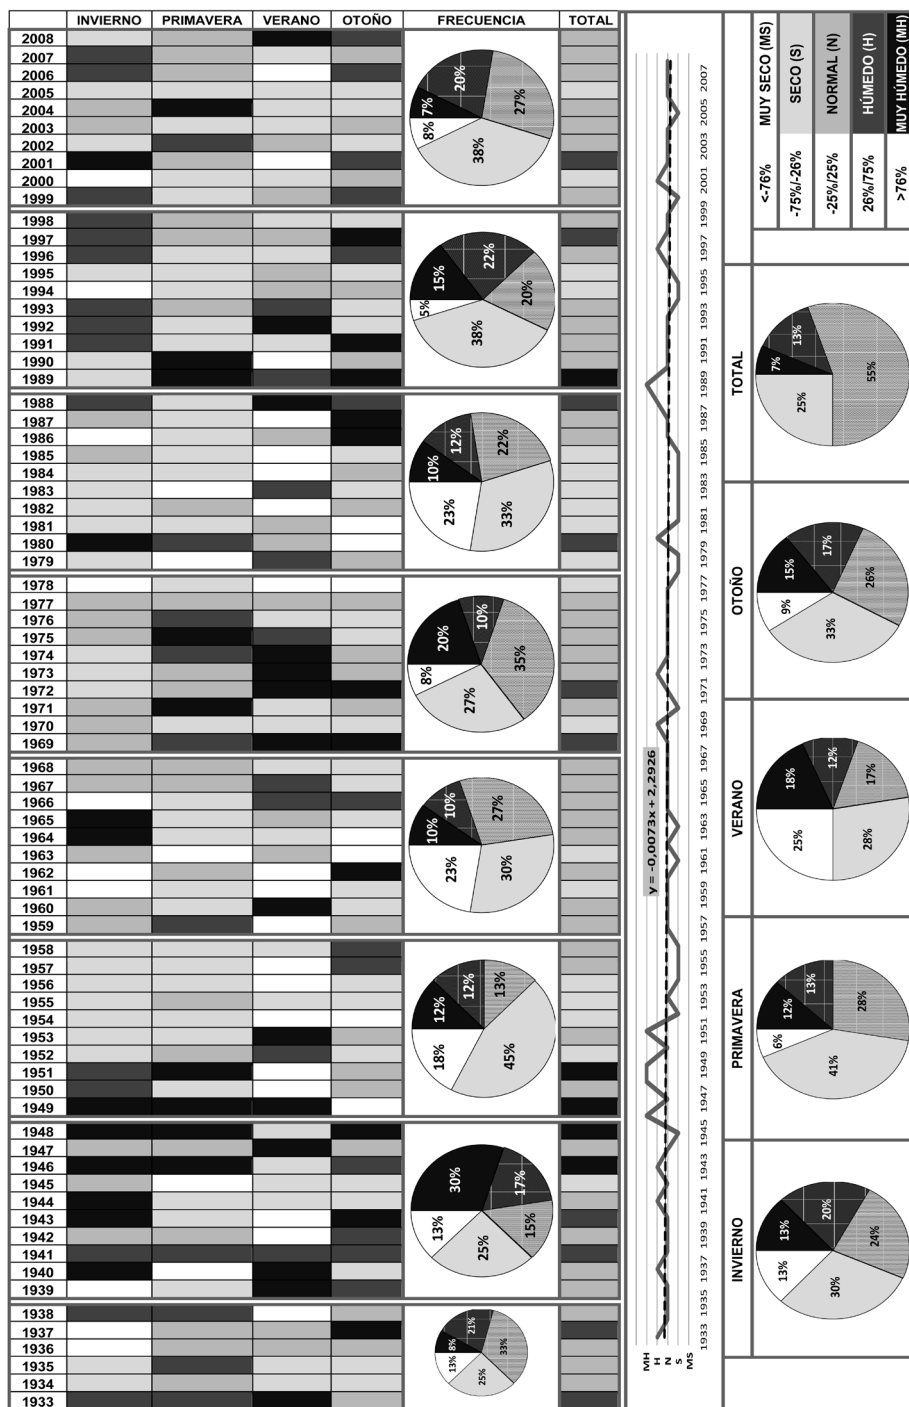 INVIERNO PRIMAVERA VERANO OTOÑO FRECUENCIA TOTAL
2008
2007
2006
2005
2004
2003
2002
2001
2000
1999
8% 7% 20% 27% 38%
1998
1997
1996
1995
1994
1993
1992
1991
1990
1989
5% 15% 22% 20% 38%
1988
1987
1986
1985
1984
1983
1982
1981
1980
1979
23% 10% 12% 22% 33%
1978
1977
1976
1975
1974
1973
1972
1971
1970
1969
8% 20% 10% 35% 27%
1968
1967
1966
1965
1964
1963
1962
1961
1960
1959
23% 10% 10% 27% 30%
1958
1957
1956
1955
1954
1953
1952
1951
1950
1949
18% 12% 12% 13% 45%
1948
1947
1946
1945
1944
1943
1942
1941
1940
1939
13% 30% 17% 15% 25%
1938
1937
1936
1935
1934
1933
13% 8% 21% 33% 25%
y = -0,0073x + 2,2926
MH
H
N
S
MS
1933 1935 1937 1939 1941 1943 1945 1947 1949 1951 1953 1955 1957 1959 1961 1963 1965 1967 1969 1971 1973 1975 1977 1979 1981 1983 1985 1987 1989 1991 1993 1995 1997 1999 2001 2003 2005 2007
INVIERNO PRIMAVERA VERANO OTOÑO TOTAL
13% 13% 20% 24% 30%
6% 12% 13% 28% 41%
25% 18% 12% 17% 28%
9% 15% 17% 26% 33%
7% 13% 55% 25%
<-76% MUY SECO (MS)
-75%/-26% SECO (S)
-25%/25% NORMAL (N)
26%/75% HÚMEDO (H)
>76% MUY HÚMEDO (MH)